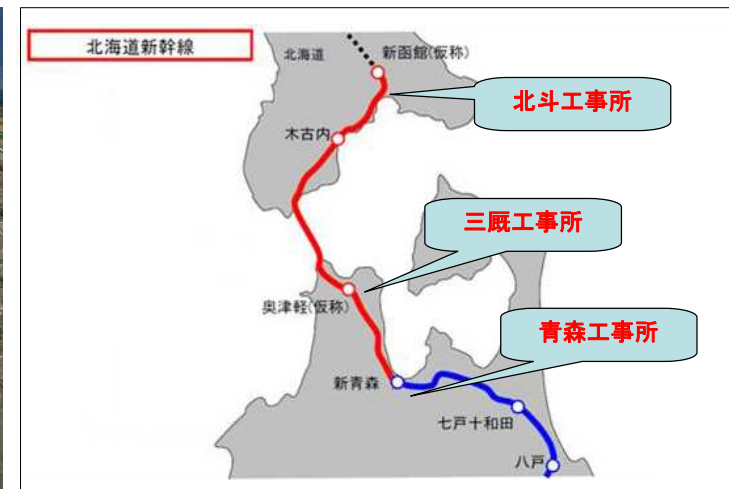 北海道新幹線
北海道
新函館(仮称)
北斗工事所
木古内
三厩工事所
奥津軽(仮称)
青森工事所
新青森
七戸十和田
八戸